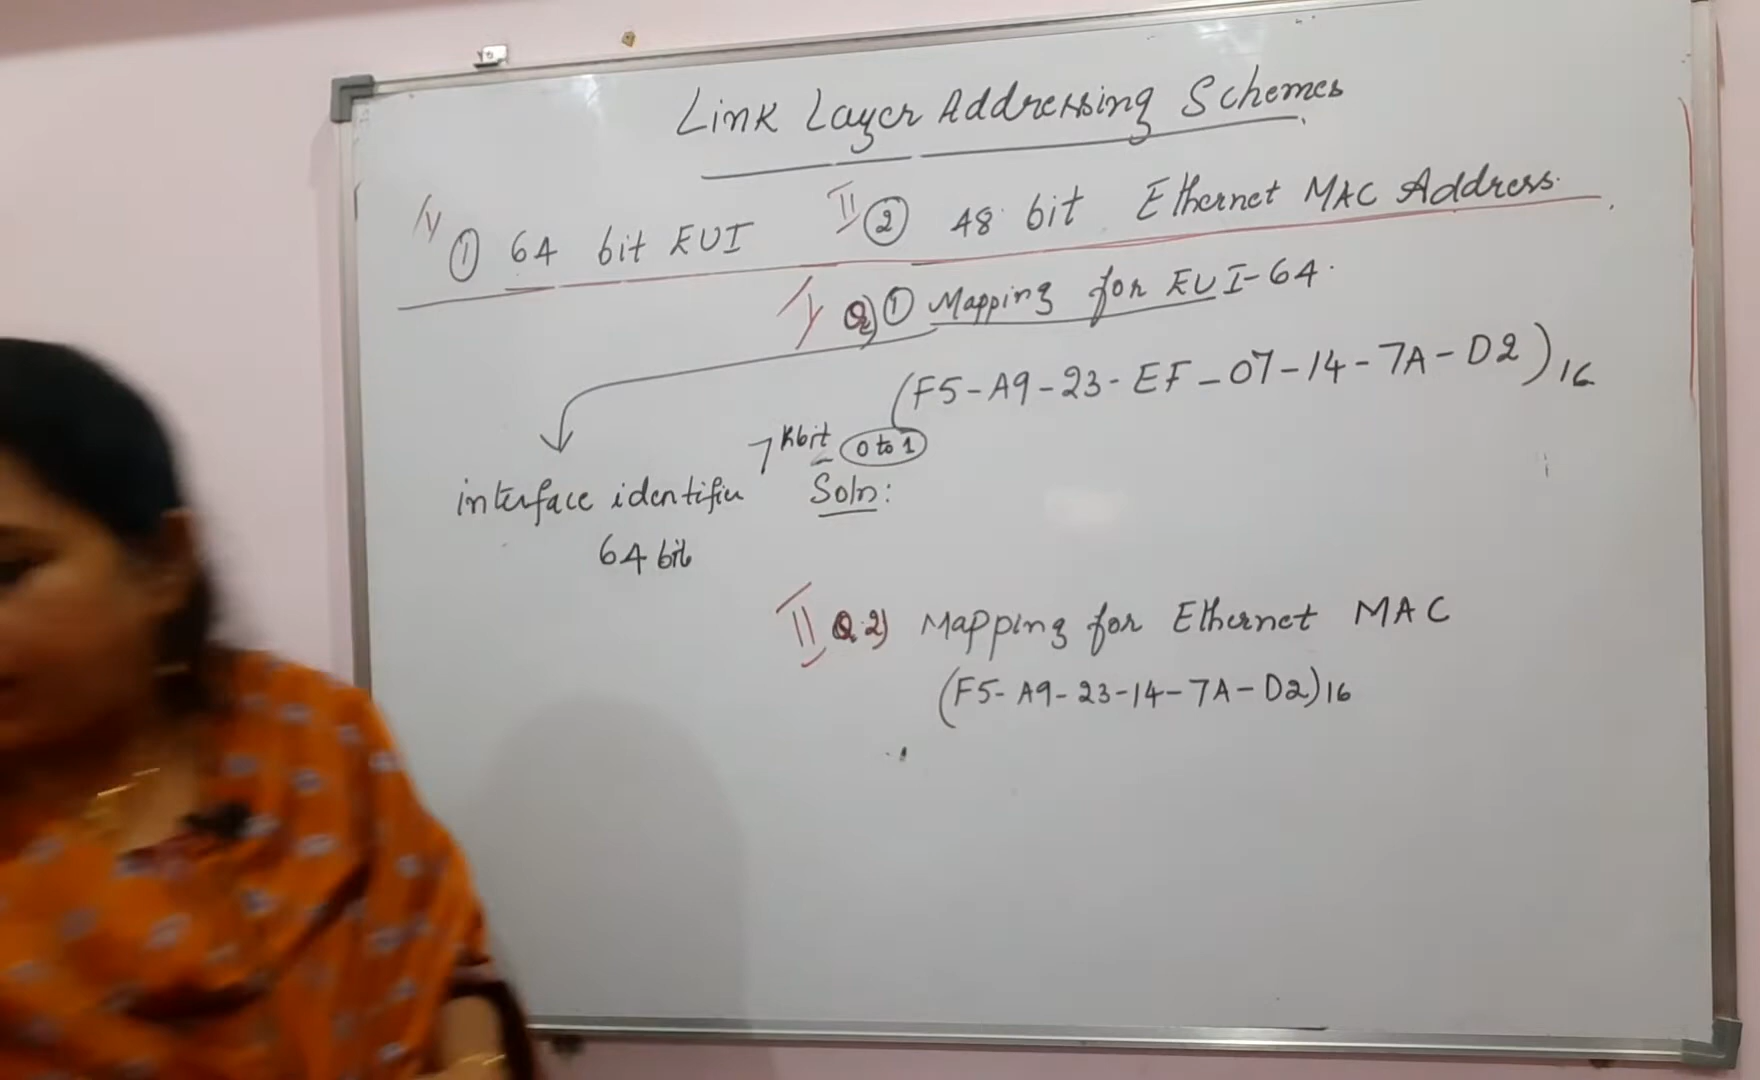 Link Layer Addressing Schemes
I) ① 64 bit EUI II) ② 48 bit Ethernet MAC Address.
I) Q) ① Mapping for EUI-64.
(F5-A9-23-EF-07-14-7A-D2)16
7 bit 0 to 1
interface identifier Soln:
64 bit
II) Q.2) Mapping for Ethernet MAC
(F5-A9-23-14-7A-D2)16